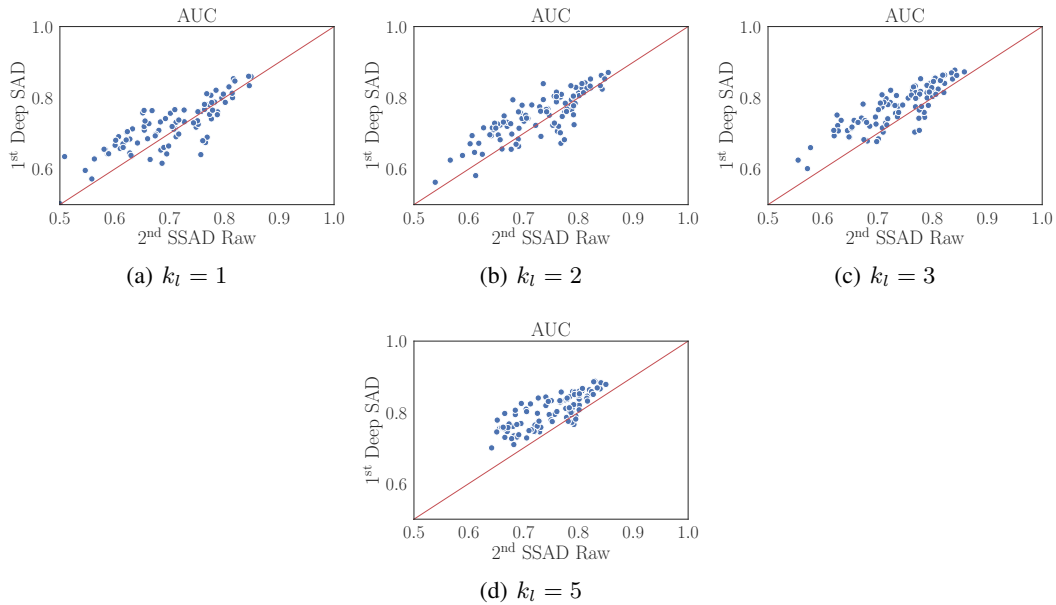 AUC
1.0
0.8
0.6
1st Deep SAD
0.5 0.6 0.7 0.8 0.9 1.0
2nd SSAD Raw
(a) k_l = 1
AUC
1.0
0.8
0.6
1st Deep SAD
0.5 0.6 0.7 0.8 0.9 1.0
2nd SSAD Raw
(b) k_l = 2
AUC
1.0
0.8
0.6
1st Deep SAD
0.5 0.6 0.7 0.8 0.9 1.0
2nd SSAD Raw
(c) k_l = 3
AUC
1.0
0.8
0.6
1st Deep SAD
0.5 0.6 0.7 0.8 0.9 1.0
2nd SSAD Raw
(d) k_l = 5